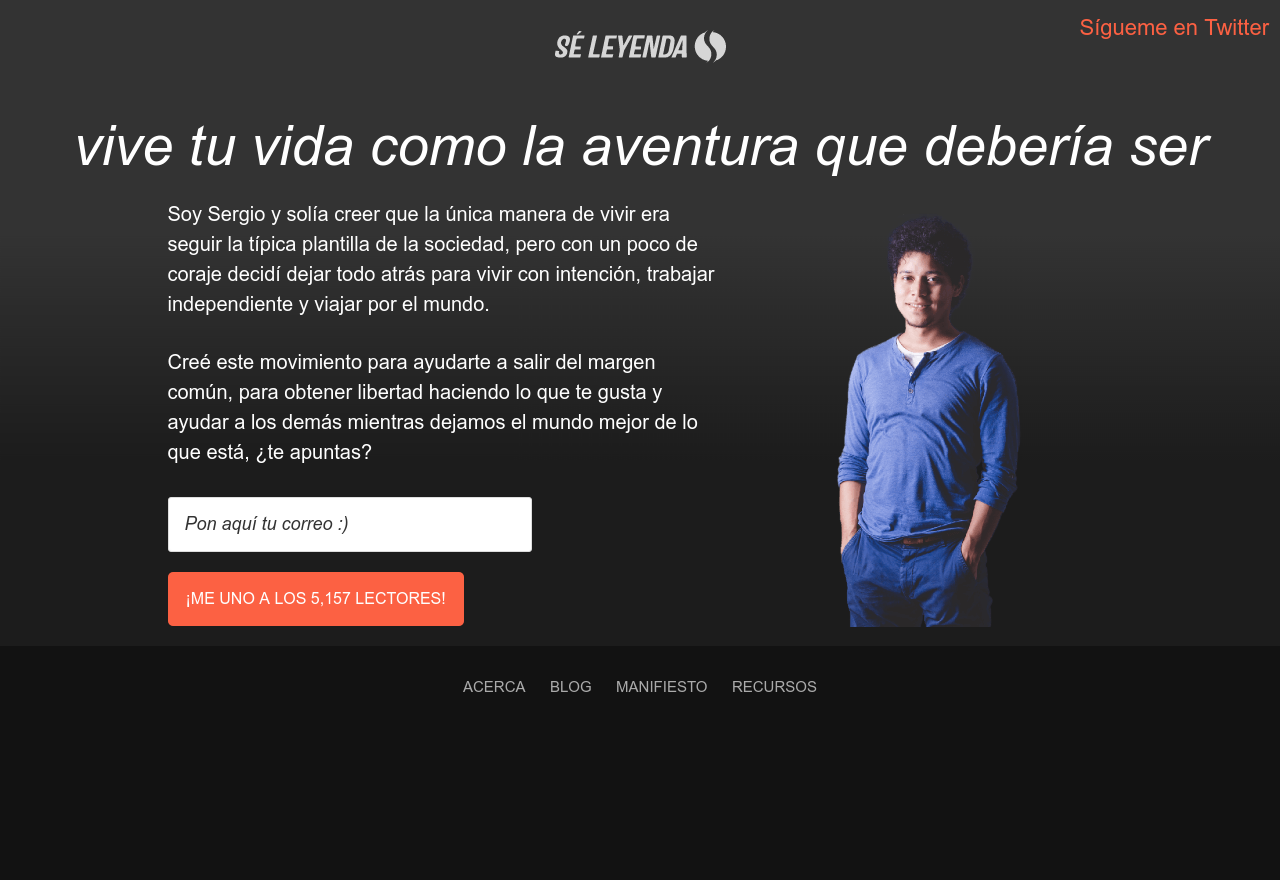 Sígueme en Twitter
SÉ LEYENDA
vive tu vida como la aventura que debería ser
Soy Sergio y solía creer que la única manera de vivir era
seguir la típica plantilla de la sociedad, pero con un poco de
coraje decidí dejar todo atrás para vivir con intención, trabajar
independiente y viajar por el mundo.
Creé este movimiento para ayudarte a salir del margen
común, para obtener libertad haciendo lo que te gusta y
ayudar a los demás mientras dejamos el mundo mejor de lo
que está, ¿te apuntas?
Pon aquí tu correo :)
¡ME UNO A LOS 5,157 LECTORES!
ACERCA BLOG MANIFIESTO RECURSOS